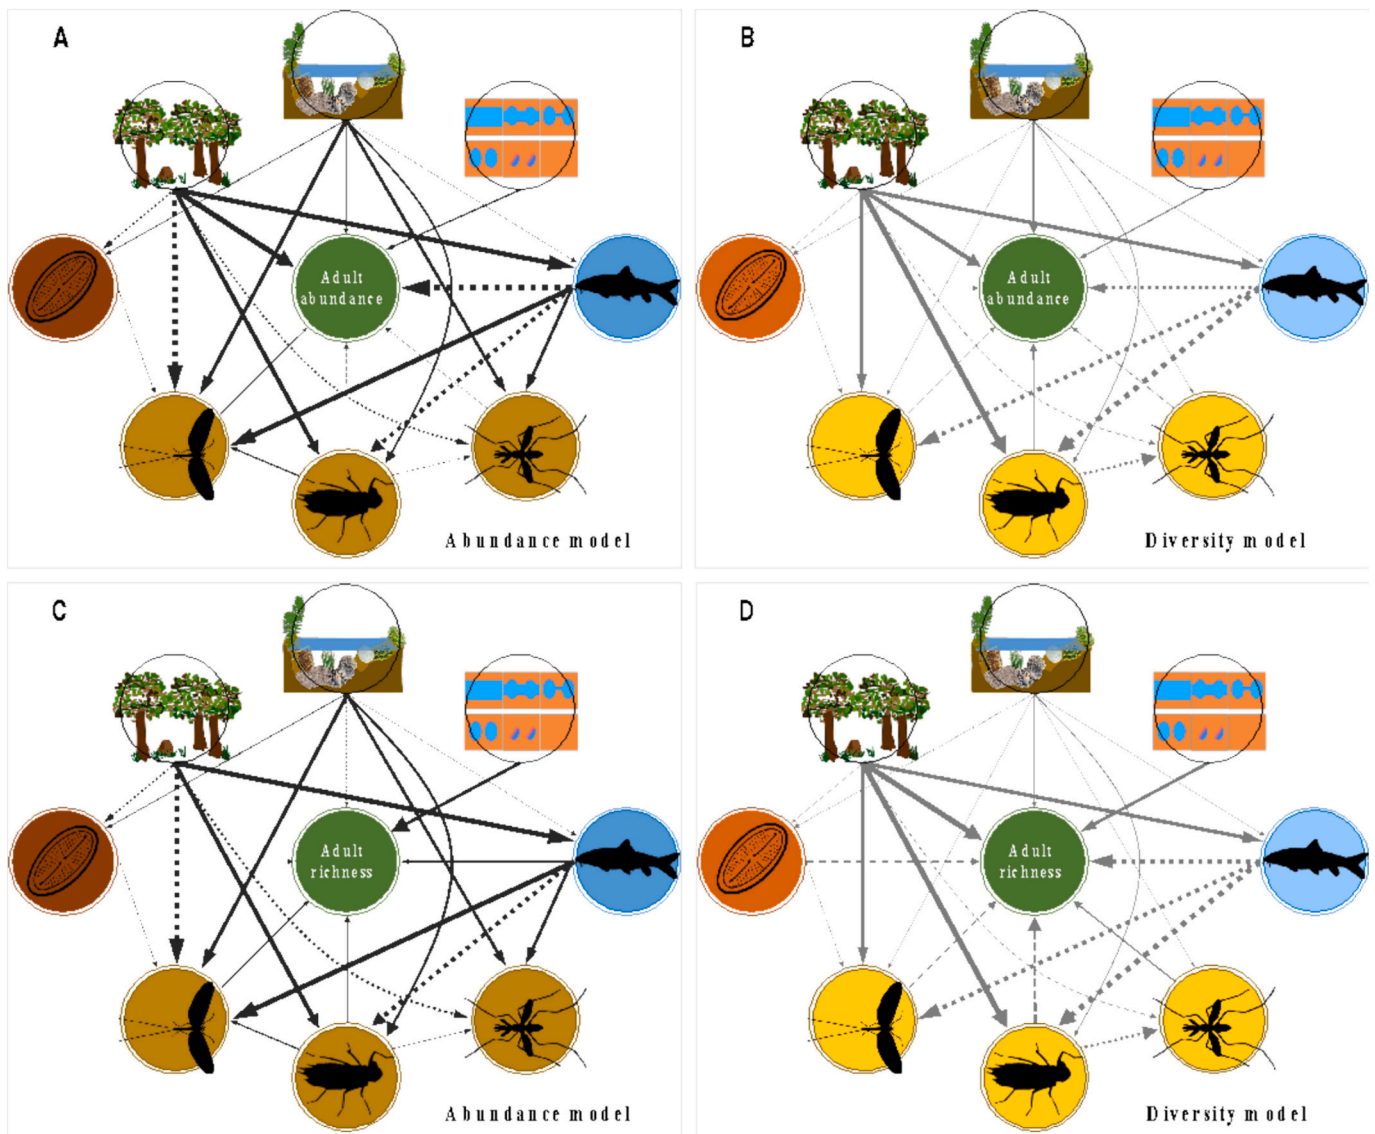 A
B
Adult
abundance
Adult
abundance
Abundance model
Diversity model
C
D
Adult
richness
Adult
richness
Abundance model
Diversity model